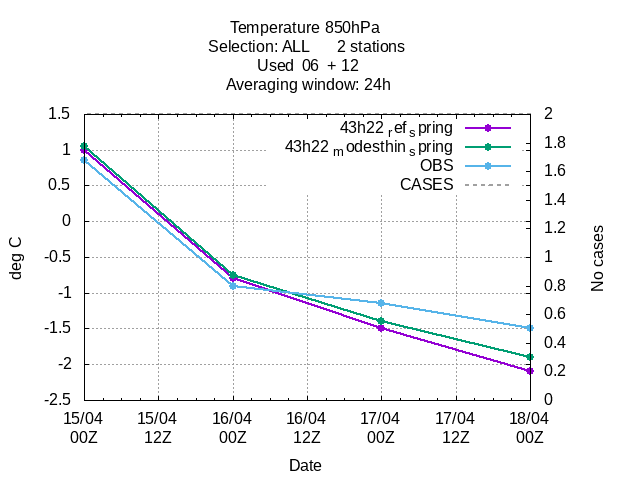 Temperature 850hPa
Selection: ALL      2 stations
Used  06  + 12
Averaging window: 24h
1.5
1
0.5
0
-0.5
-1
-1.5
-2
-2.5
deg C
43h22 ref spring
43h22 modesthin spring
OBS
CASES
2
1.8
1.6
1.4
1.2
1
0.8
0.6
0.4
0.2
0
No cases
15/04 15/04 16/04 16/04 17/04 17/04 18/04
00Z 12Z 00Z 12Z 00Z 12Z 00Z
Date